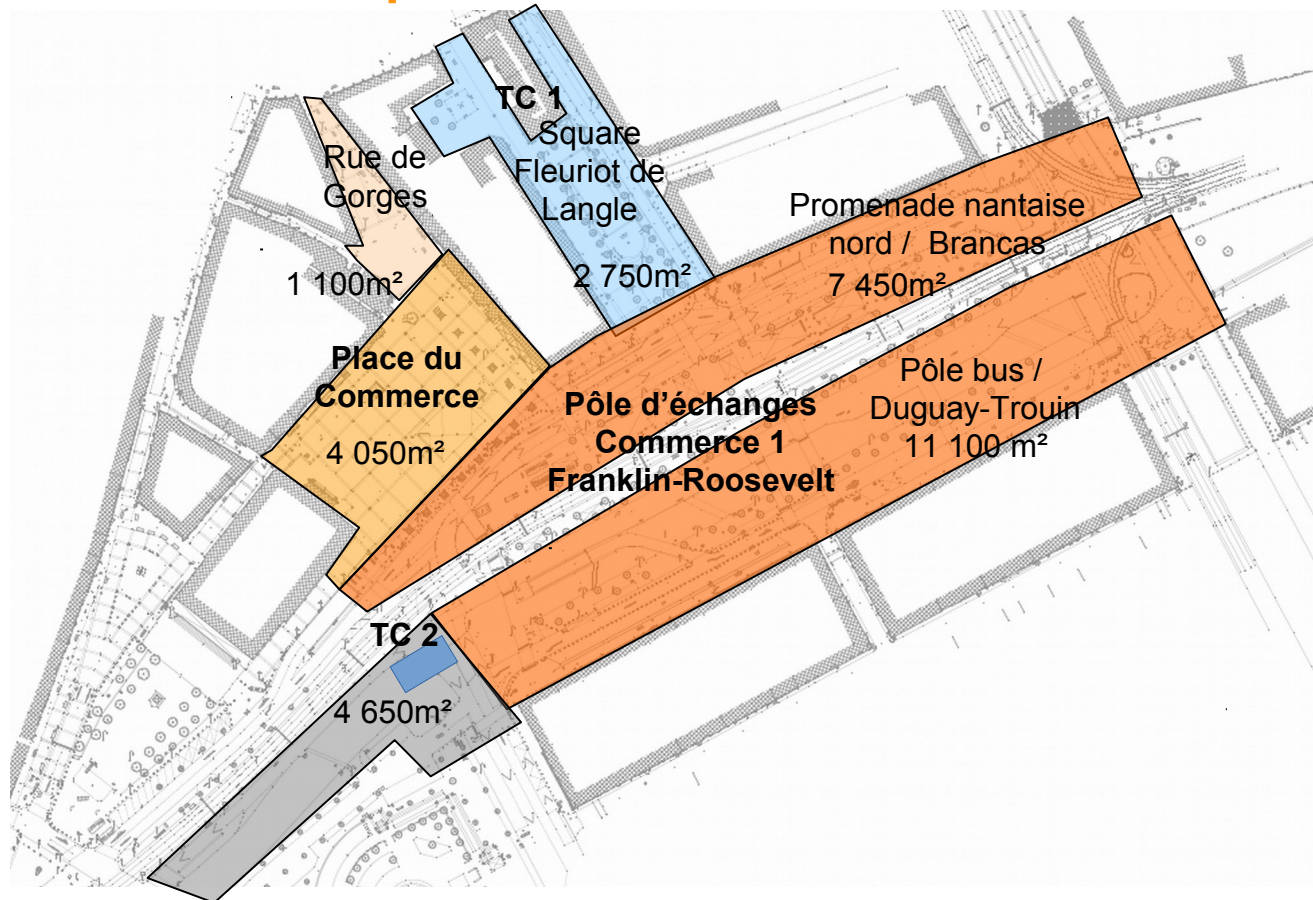 TC 1
Square
Fleuriot de
Langle
2 750m²
Rue de
Gorges
1 100m²
Promenade nantaise
nord / Brancas
7 450m²
Place du
Commerce
4 050m²
Pôle d'échanges
Commerce 1
Franklin-Roosevelt
Pôle bus /
Duguay-Trouin
11 100 m²
TC 2
4 650m²